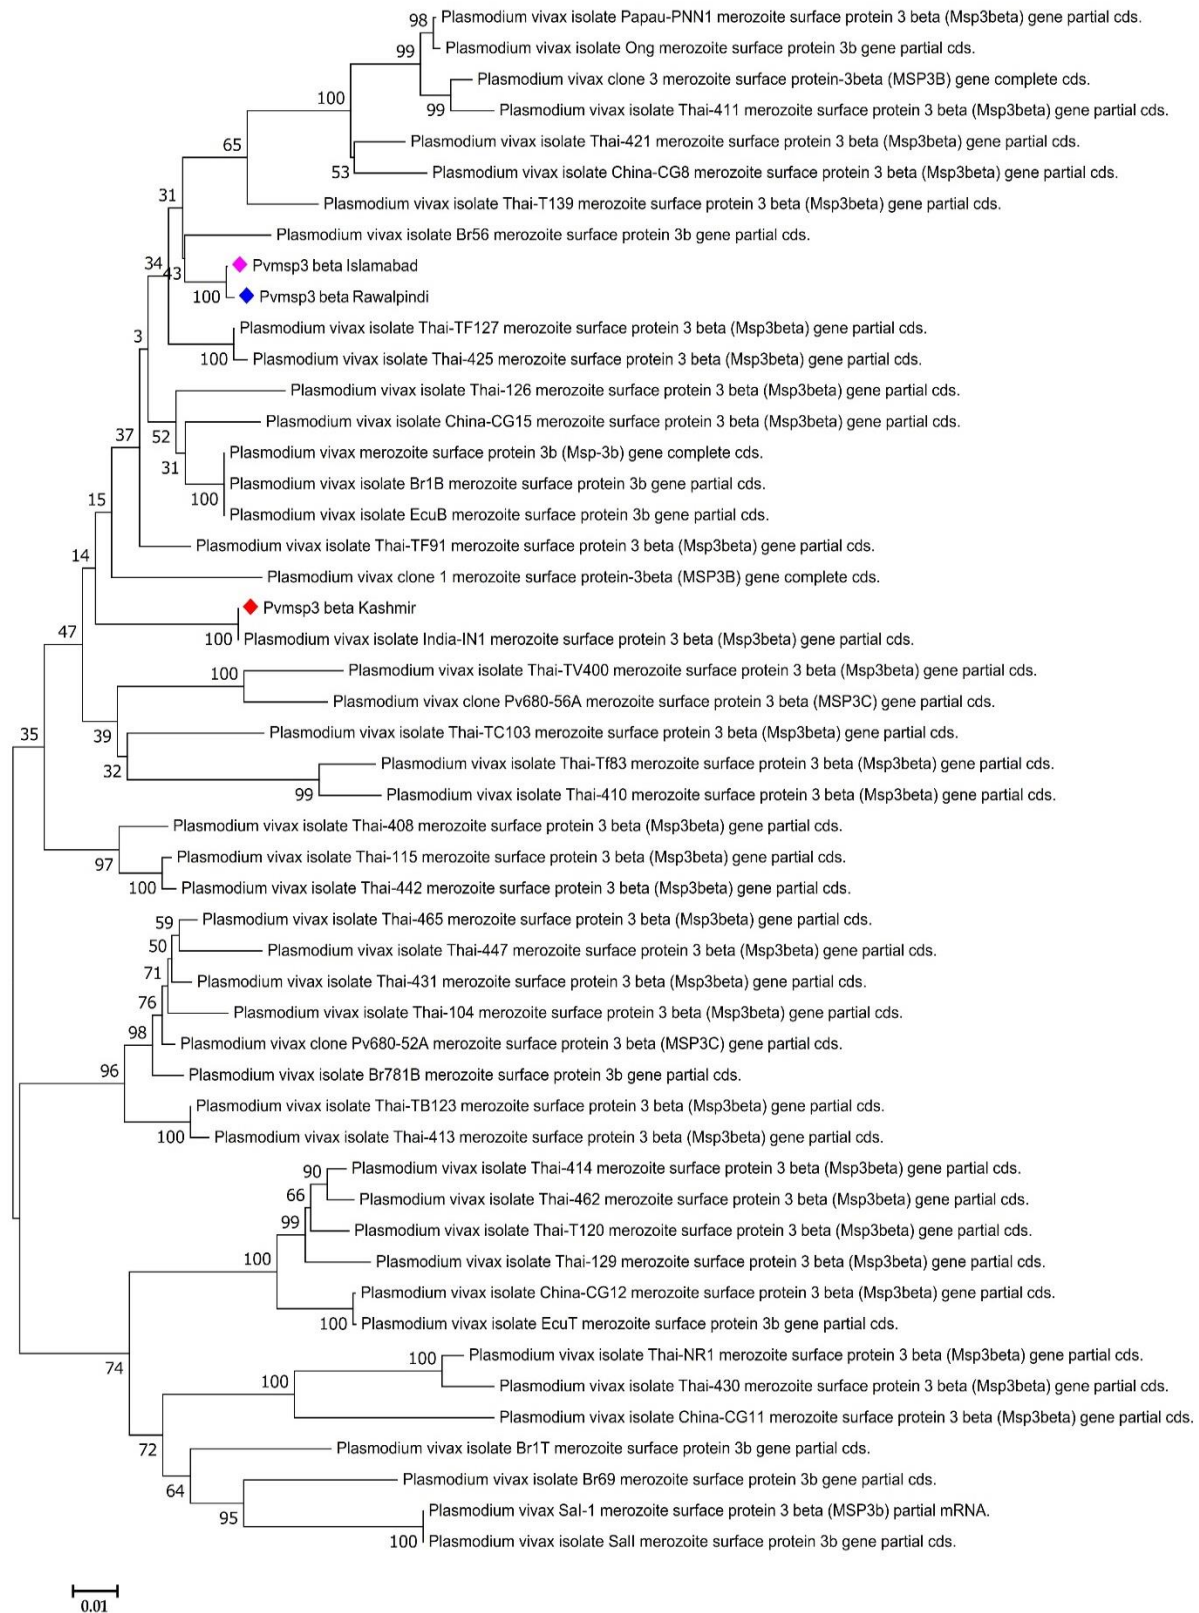 98
Plasmodium vivax isolate Papau-PNN1 merozoite surface protein 3 beta (Msp3beta) gene partial cds.
Plasmodium vivax isolate Ong merozoite surface protein 3b gene partial cds.
99
Plasmodium vivax clone 3 merozoite surface protein-3beta (MSP3B) gene complete cds.
100
99
Plasmodium vivax isolate Thai-411 merozoite surface protein 3 beta (Msp3beta) gene partial cds.
65
Plasmodium vivax isolate Thai-421 merozoite surface protein 3 beta (Msp3beta) gene partial cds.
53
Plasmodium vivax isolate China-CG8 merozoite surface protein 3 beta (Msp3beta) gene partial cds.
31
Plasmodium vivax isolate Thai-T139 merozoite surface protein 3 beta (Msp3beta) gene partial cds.
Plasmodium vivax isolate Br56 merozoite surface protein 3b gene partial cds.
34
43
Pvmsp3 beta Islamabad
100
Pvmsp3 beta Rawalpindi
3
Plasmodium vivax isolate Thai-TF127 merozoite surface protein 3 beta (Msp3beta) gene partial cds.
100
Plasmodium vivax isolate Thai-425 merozoite surface protein 3 beta (Msp3beta) gene partial cds.
Plasmodium vivax isolate Thai-126 merozoite surface protein 3 beta (Msp3beta) gene partial cds.
37
52
Plasmodium vivax isolate China-CG15 merozoite surface protein 3 beta (Msp3beta) gene partial cds.
31
Plasmodium vivax merozoite surface protein 3b (Msp-3b) gene complete cds.
15
100
Plasmodium vivax isolate Br1B merozoite surface protein 3b gene partial cds.
Plasmodium vivax isolate EcuB merozoite surface protein 3b gene partial cds.
14
Plasmodium vivax isolate Thai-TF91 merozoite surface protein 3 beta (Msp3beta) gene partial cds.
Plasmodium vivax clone 1 merozoite surface protein-3beta (MSP3B) gene complete cds.
47
Pvmsp3 beta Kashmir
100
Plasmodium vivax isolate India-IN1 merozoite surface protein 3 beta (Msp3beta) gene partial cds.
100
Plasmodium vivax isolate Thai-TV400 merozoite surface protein 3 beta (Msp3beta) gene partial cds.
Plasmodium vivax clone Pv680-56A merozoite surface protein 3 beta (MSP3C) gene partial cds.
35
39
Plasmodium vivax isolate Thai-TC103 merozoite surface protein 3 beta (Msp3beta) gene partial cds.
32
Plasmodium vivax isolate Thai-Tf83 merozoite surface protein 3 beta (Msp3beta) gene partial cds.
99
Plasmodium vivax isolate Thai-410 merozoite surface protein 3 beta (Msp3beta) gene partial cds.
Plasmodium vivax isolate Thai-408 merozoite surface protein 3 beta (Msp3beta) gene partial cds.
97
Plasmodium vivax isolate Thai-115 merozoite surface protein 3 beta (Msp3beta) gene partial cds.
100
Plasmodium vivax isolate Thai-442 merozoite surface protein 3 beta (Msp3beta) gene partial cds.
59
Plasmodium vivax isolate Thai-465 merozoite surface protein 3 beta (Msp3beta) gene partial cds.
50
Plasmodium vivax isolate Thai-447 merozoite surface protein 3 beta (Msp3beta) gene partial cds.
71
Plasmodium vivax isolate Thai-431 merozoite surface protein 3 beta (Msp3beta) gene partial cds.
76
Plasmodium vivax isolate Thai-104 merozoite surface protein 3 beta (Msp3beta) gene partial cds.
98
Plasmodium vivax clone Pv680-52A merozoite surface protein 3 beta (MSP3C) gene partial cds.
96
Plasmodium vivax isolate Br781B merozoite surface protein 3b gene partial cds.
Plasmodium vivax isolate Thai-TB123 merozoite surface protein 3 beta (Msp3beta) gene partial cds.
100
Plasmodium vivax isolate Thai-413 merozoite surface protein 3 beta (Msp3beta) gene partial cds.
90
Plasmodium vivax isolate Thai-414 merozoite surface protein 3 beta (Msp3beta) gene partial cds.
66
Plasmodium vivax isolate Thai-462 merozoite surface protein 3 beta (Msp3beta) gene partial cds.
99
Plasmodium vivax isolate Thai-T120 merozoite surface protein 3 beta (Msp3beta) gene partial cds.
100
Plasmodium vivax isolate Thai-129 merozoite surface protein 3 beta (Msp3beta) gene partial cds.
Plasmodium vivax isolate China-CG12 merozoite surface protein 3 beta (Msp3beta) gene partial cds.
100
Plasmodium vivax isolate EcuT merozoite surface protein 3b gene partial cds.
74
100
Plasmodium vivax isolate Thai-NR1 merozoite surface protein 3 beta (Msp3beta) gene partial cds.
100
Plasmodium vivax isolate Thai-430 merozoite surface protein 3 beta (Msp3beta) gene partial cds.
Plasmodium vivax isolate China-CG11 merozoite surface protein 3 beta (Msp3beta) gene partial cds.
72
Plasmodium vivax isolate Br1T merozoite surface protein 3b gene partial cds.
64
Plasmodium vivax isolate Br69 merozoite surface protein 3b gene partial cds.
95
Plasmodium vivax Sal-1 merozoite surface protein 3 beta (MSP3b) partial mRNA.
100
Plasmodium vivax isolate SalI merozoite surface protein 3b gene partial cds.
0.01